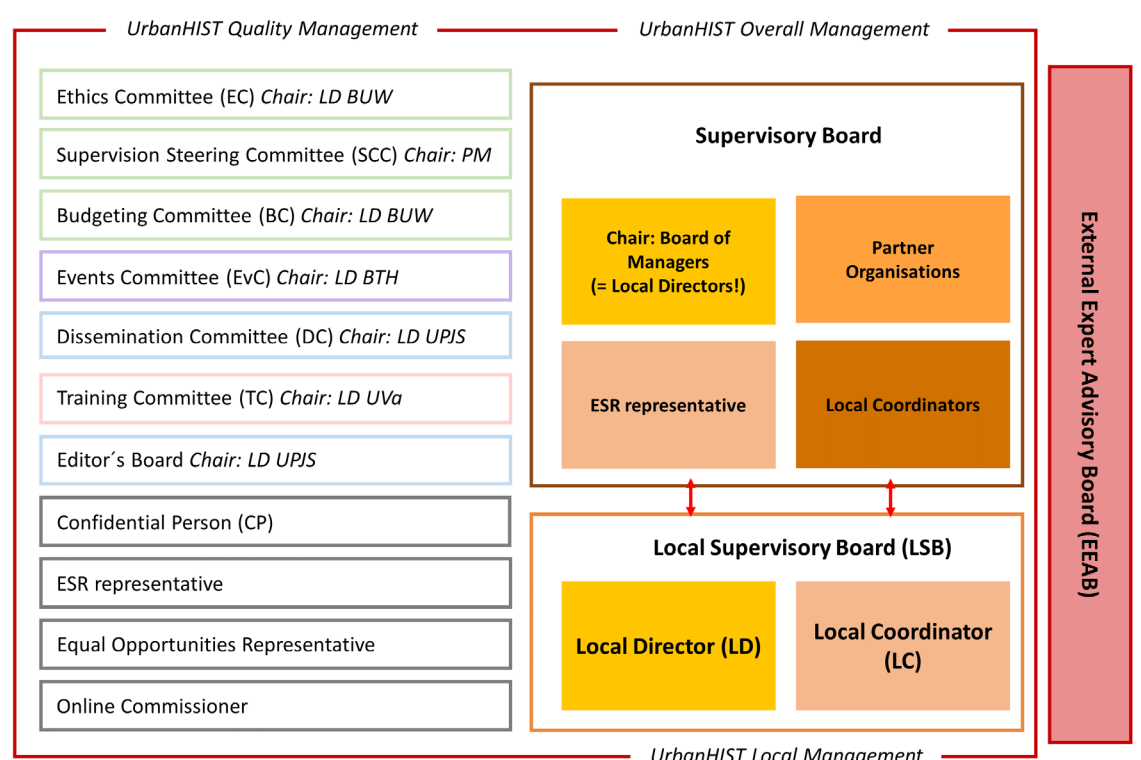 UrbanHIST Quality Management
UrbanHIST Overall Management
Ethics Committee (EC) Chair: LD BUW
Supervision Steering Committee (SCC) Chair: PM
Budgeting Committee (BC) Chair: LD BUW
Events Committee (EvC) Chair: LD BTH
Dissemination Committee (DC) Chair: LD UPJS
Training Committee (TC) Chair: LD UVa
Editor´s Board Chair: LD UPJS
Confidential Person (CP)
ESR representative
Equal Opportunities Representative
Online Commissioner
Supervisory Board
Chair: Board of
Managers
(= Local Directors!)
Partner
Organisations
ESR representative
Local Coordinators
Local Supervisory Board (LSB)
Local Director (LD)
Local Coordinator
(LC)
UrbanHIST Local Management
External Expert Advisory Board (EEAB)